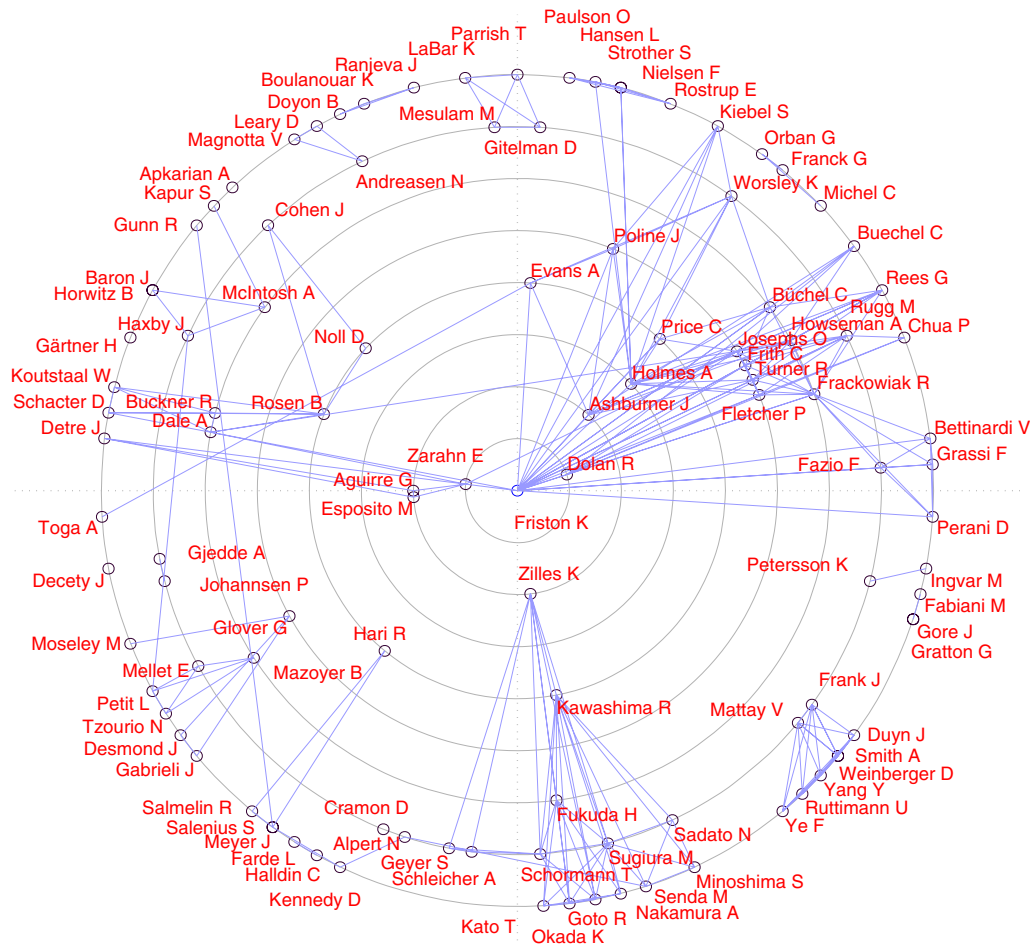 Paulson O
Hansen L
Parrish T
Strother S
LaBar K
Ranjeva J
Nielsen F
Boulanouar K
Rostrup E
Doyon B
Mesulam M
Kiebel S
Leary D
Orban G
Magnotta V
Gitelman D
Franck G
Apkarian A
Andreasen N
Worsley K
Michel C
Kapur S
Gunn R
Cohen J
Poline J
Buechel C
Evans A
Baron J
Rees G
Horwitz B
McIntosh A
Büchel C
Rugg M
Haxby J
Noll D
Price C
Howseman A
Chua P
Gärtner H
Josephs O
Frith C
Koutstaal W
Holmes A
Turner R
Frackowiak R
Schacter D
Buckner R
Rosen B
Ashburner J
Fletcher P
Dale A
Detre J
Bettinardi V
Zarahn E
Dolan R
Fazio F
Grassi F
Aguirre G
Esposito M
Toga A
Friston K
Perani D
Gjedde A
Zilles K
Petersson K
Decety J
Johannsen P
Ingvar M
Fabiani M
Moseley M
Glover G
Hari R
Gore J
Gratton G
Mellet E
Mazoyer B
Frank J
Petit L
Kawashima R
Mattay V
Tzourio N
Duyn J
Desmond J
Smith A
Gabrieli J
Weinberger D
Yang Y
Salmelin R
Cramon D
Fukuda H
Ruttimann U
Salenius S
Ye F
Meyer J
Alpert N
Sadato N
Farde L
Geyer S
Sugiura M
Halldin C
Schleicher A
Schormann T
Minoshima S
Kennedy D
Senda M
Kato T
Goto R
Nakamura A
Okada K